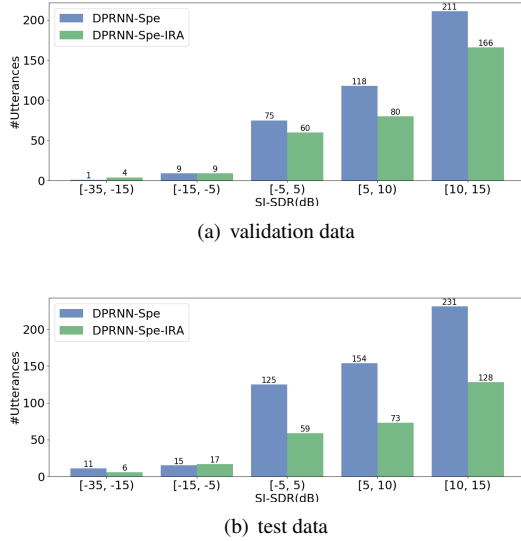 DPRNN-Spe
DPRNN-Spe-IRA
#Utterances
200
150
100
50
0
1 4 9 9 75 60 118 80 211 166
[-35, -15) [-15, -5) [-5, 5) [5, 10) [10, 15)
SI-SDR(dB)
(a) validation data
DPRNN-Spe
DPRNN-Spe-IRA
#Utterances
200
150
100
50
0
11 6 15 17 125 59 154 73 231 128
[-35, -15) [-15, -5) [-5, 5) [5, 10) [10, 15)
SI-SDR(dB)
(b) test data